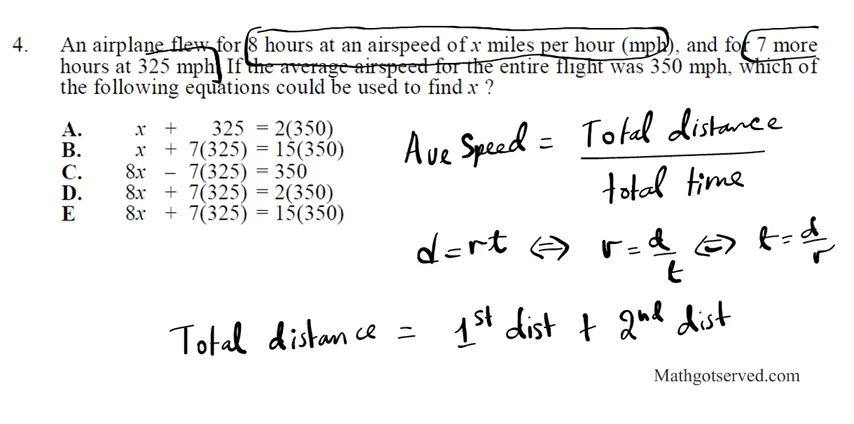 4. An airplane flew for 8 hours at an airspeed of x miles per hour (mph), and for 7 more
hours at 325 mph. If the average airspeed for the entire flight was 350 mph, which of
the following equations could be used to find x ?
A. x + 325 = 2(350)
B. x + 7(325) = 15(350)
C. 8x − 7(325) = 350
D. 8x + 7(325) = 2(350)
E 8x + 7(325) = 15(350)
Ave Speed = Total distance / total time
d = rt ⇔ r = d/t ⇔ t = d/r
Total distance = 1st dist + 2nd dist
Mathgotserved.com